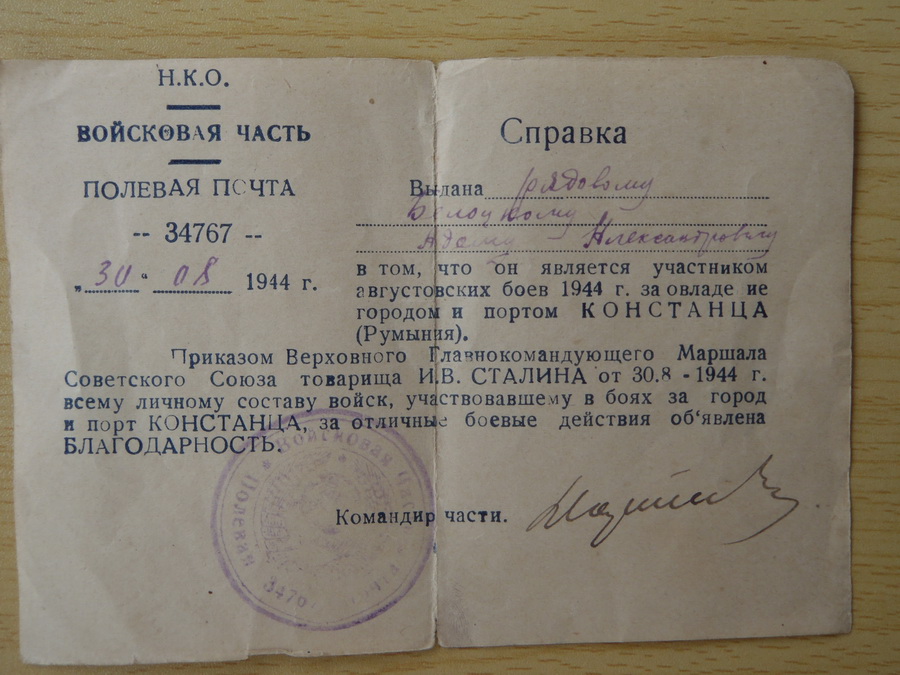 Н.К.О.
ВОЙСКОВАЯ ЧАСТЬ
ПОЛЕВАЯ ПОЧТА
-- 34767 --
„30“ 08 1944 г.
Справка
Выдана рядовому
Белоцкому
Адаму Александровичу
в том, что он является участником
августовских боев 1944 г. за овладе ие
городом и портом КОНСТАНЦА
(Румыния).
Приказом Верховного Главнокомандующего Маршала
Советского Союза товарища И.В. СТАЛИНА от 30.8 - 1944 г.
всему личному составу войск, участвовавшему в боях за город
и порт КОНСТАНЦА, за отличные боевые действия об‘явлена
БЛАГОДАРНОСТЬ.
Командир части.
Войсковая
Полевая